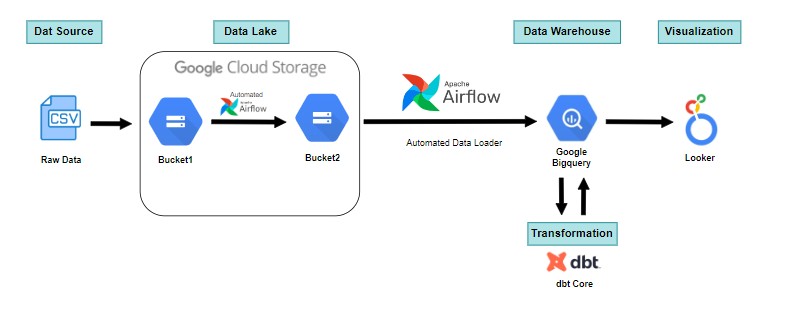 Dat Source
Data Lake
Data Warehouse
Visualization
Google Cloud Storage
CSV
Raw Data
Automated
Apache
Airflow
Bucket1
Bucket2
Apache
Airflow
Automated Data Loader
Google
Bigquery
Looker
Transformation
dbt
dbt Core